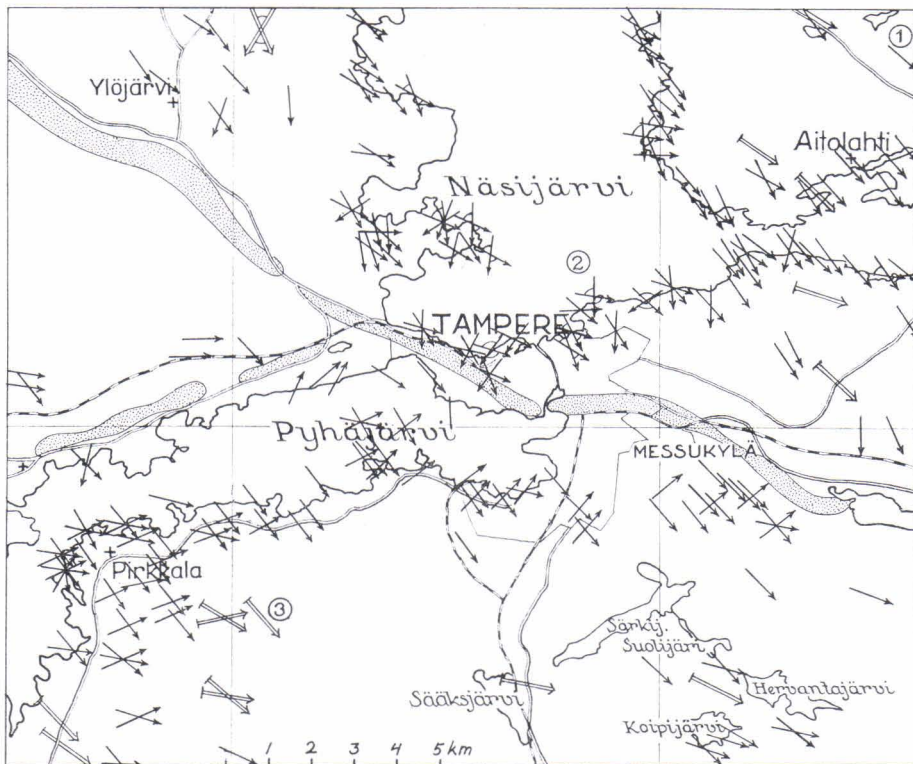 1
Ylöjärvi
Aitolahti
Näsijärvi
2
TAMPERE
Pyhäjärvi
MESSUKYLÄ
Pirkkala
3
Särkij.
Suolijäri
Sääksjärvi
Hervantajärvi
Koipijärvi
1 2 3 4 5 km